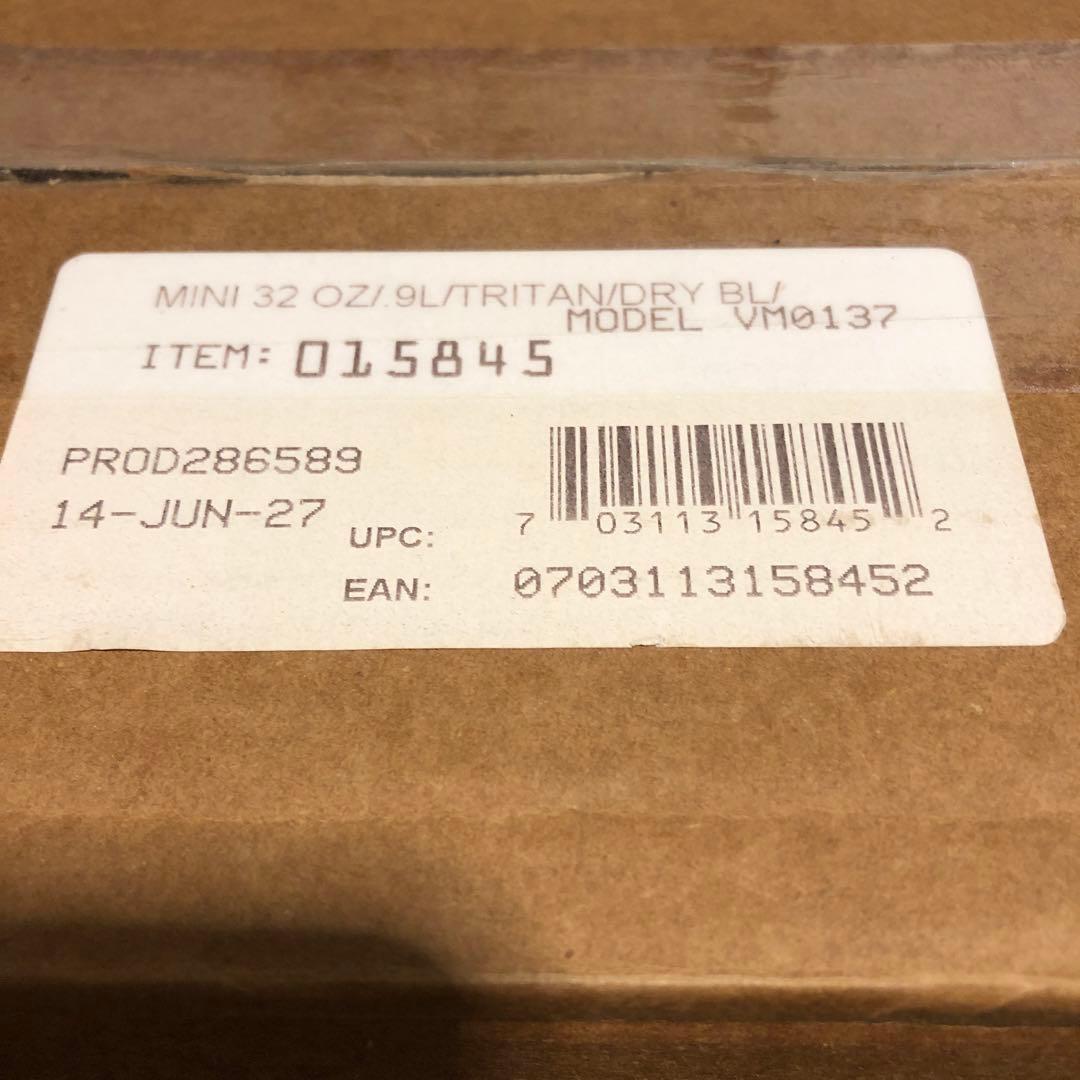 MINI 32 OZ/.9L/TRITAN/DRY BL/
MODEL VM0137
ITEM: 015845
PROD286589
14-JUN-27
UPC:
7 03113 15845 2
EAN: 0703113158452